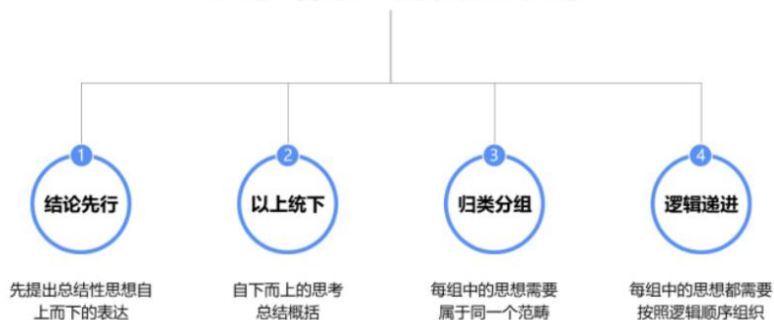 1
结论先行
先提出总结性思想自
上而下的表达
2
以上统下
自下而上的思考
总结概括
3
归类分组
每组中的思想需要
属于同一个范畴
4
逻辑递进
每组中的思想都需要
按照逻辑顺序组织